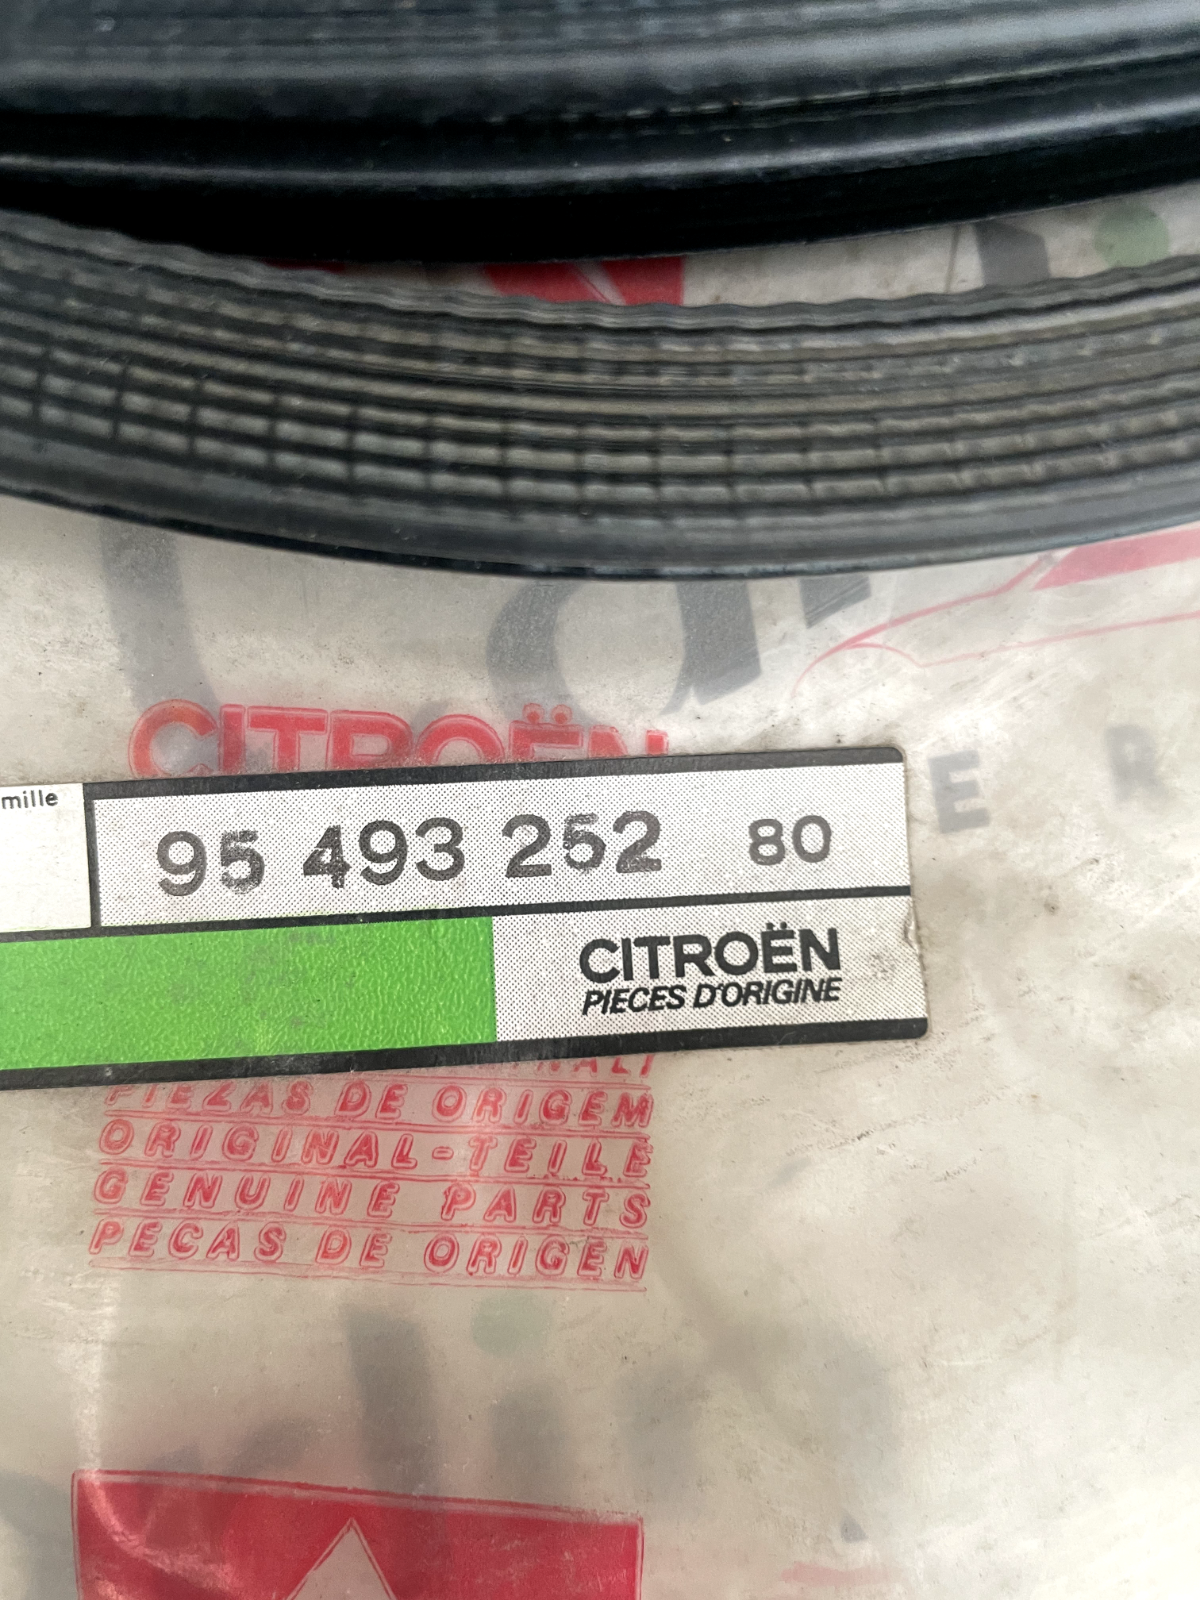 CITROËN
mille
95 493 252 80
CITROËN
PIECES D'ORIGINE
E R
PIEZAS DE ORIGEM
ORIGINAL-TEILE
GENUINE PARTS
PECAS DE ORIGEN